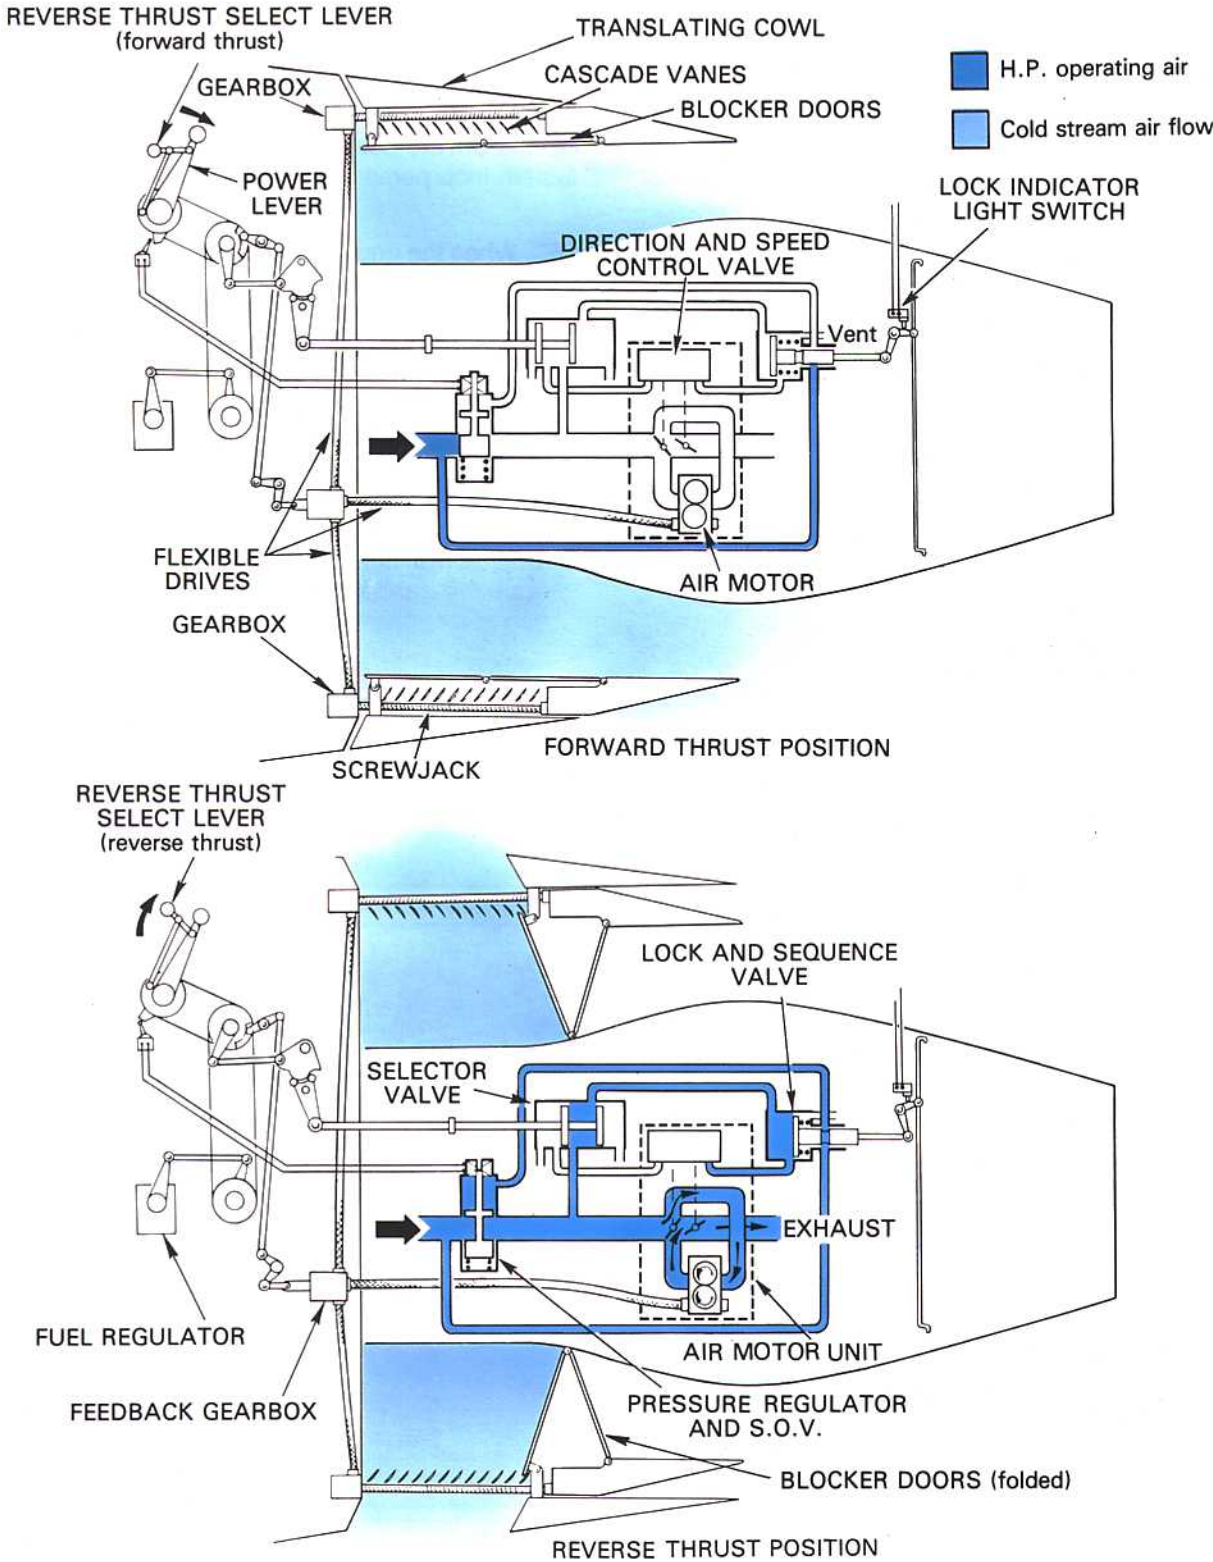 REVERSE THRUST SELECT LEVER
(forward thrust)
TRANSLATING COWL
GEARBOX
CASCADE VANES
BLOCKER DOORS
H.P. operating air
Cold stream air flow
POWER
LEVER
LOCK INDICATOR
LIGHT SWITCH
DIRECTION AND SPEED
CONTROL VALVE
Vent
FLEXIBLE
DRIVES
AIR MOTOR
GEARBOX
SCREWJACK
FORWARD THRUST POSITION
REVERSE THRUST
SELECT LEVER
(reverse thrust)
LOCK AND SEQUENCE
VALVE
SELECTOR
VALVE
EXHAUST
FUEL REGULATOR
AIR MOTOR UNIT
FEEDBACK GEARBOX
PRESSURE REGULATOR
AND S.O.V.
BLOCKER DOORS (folded)
REVERSE THRUST POSITION